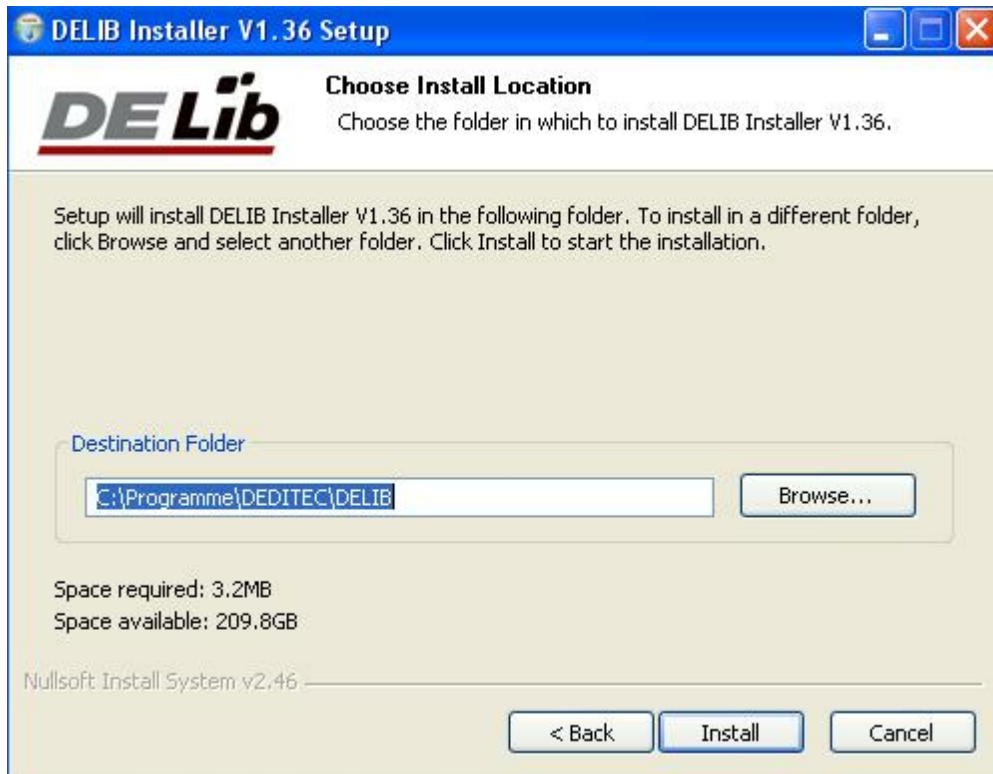 DELIB Installer V1.36 Setup
DELib
Choose Install Location
Choose the folder in which to install DELIB Installer V1.36.
Setup will install DELIB Installer V1.36 in the following folder. To install in a different folder,
click Browse and select another folder. Click Install to start the installation.
Destination Folder
C:\Programme\DEDITEC\DELIB
Browse...
Space required: 3.2MB
Space available: 209.8GB
Nullsoft Install System v2.46
< Back
Install
Cancel